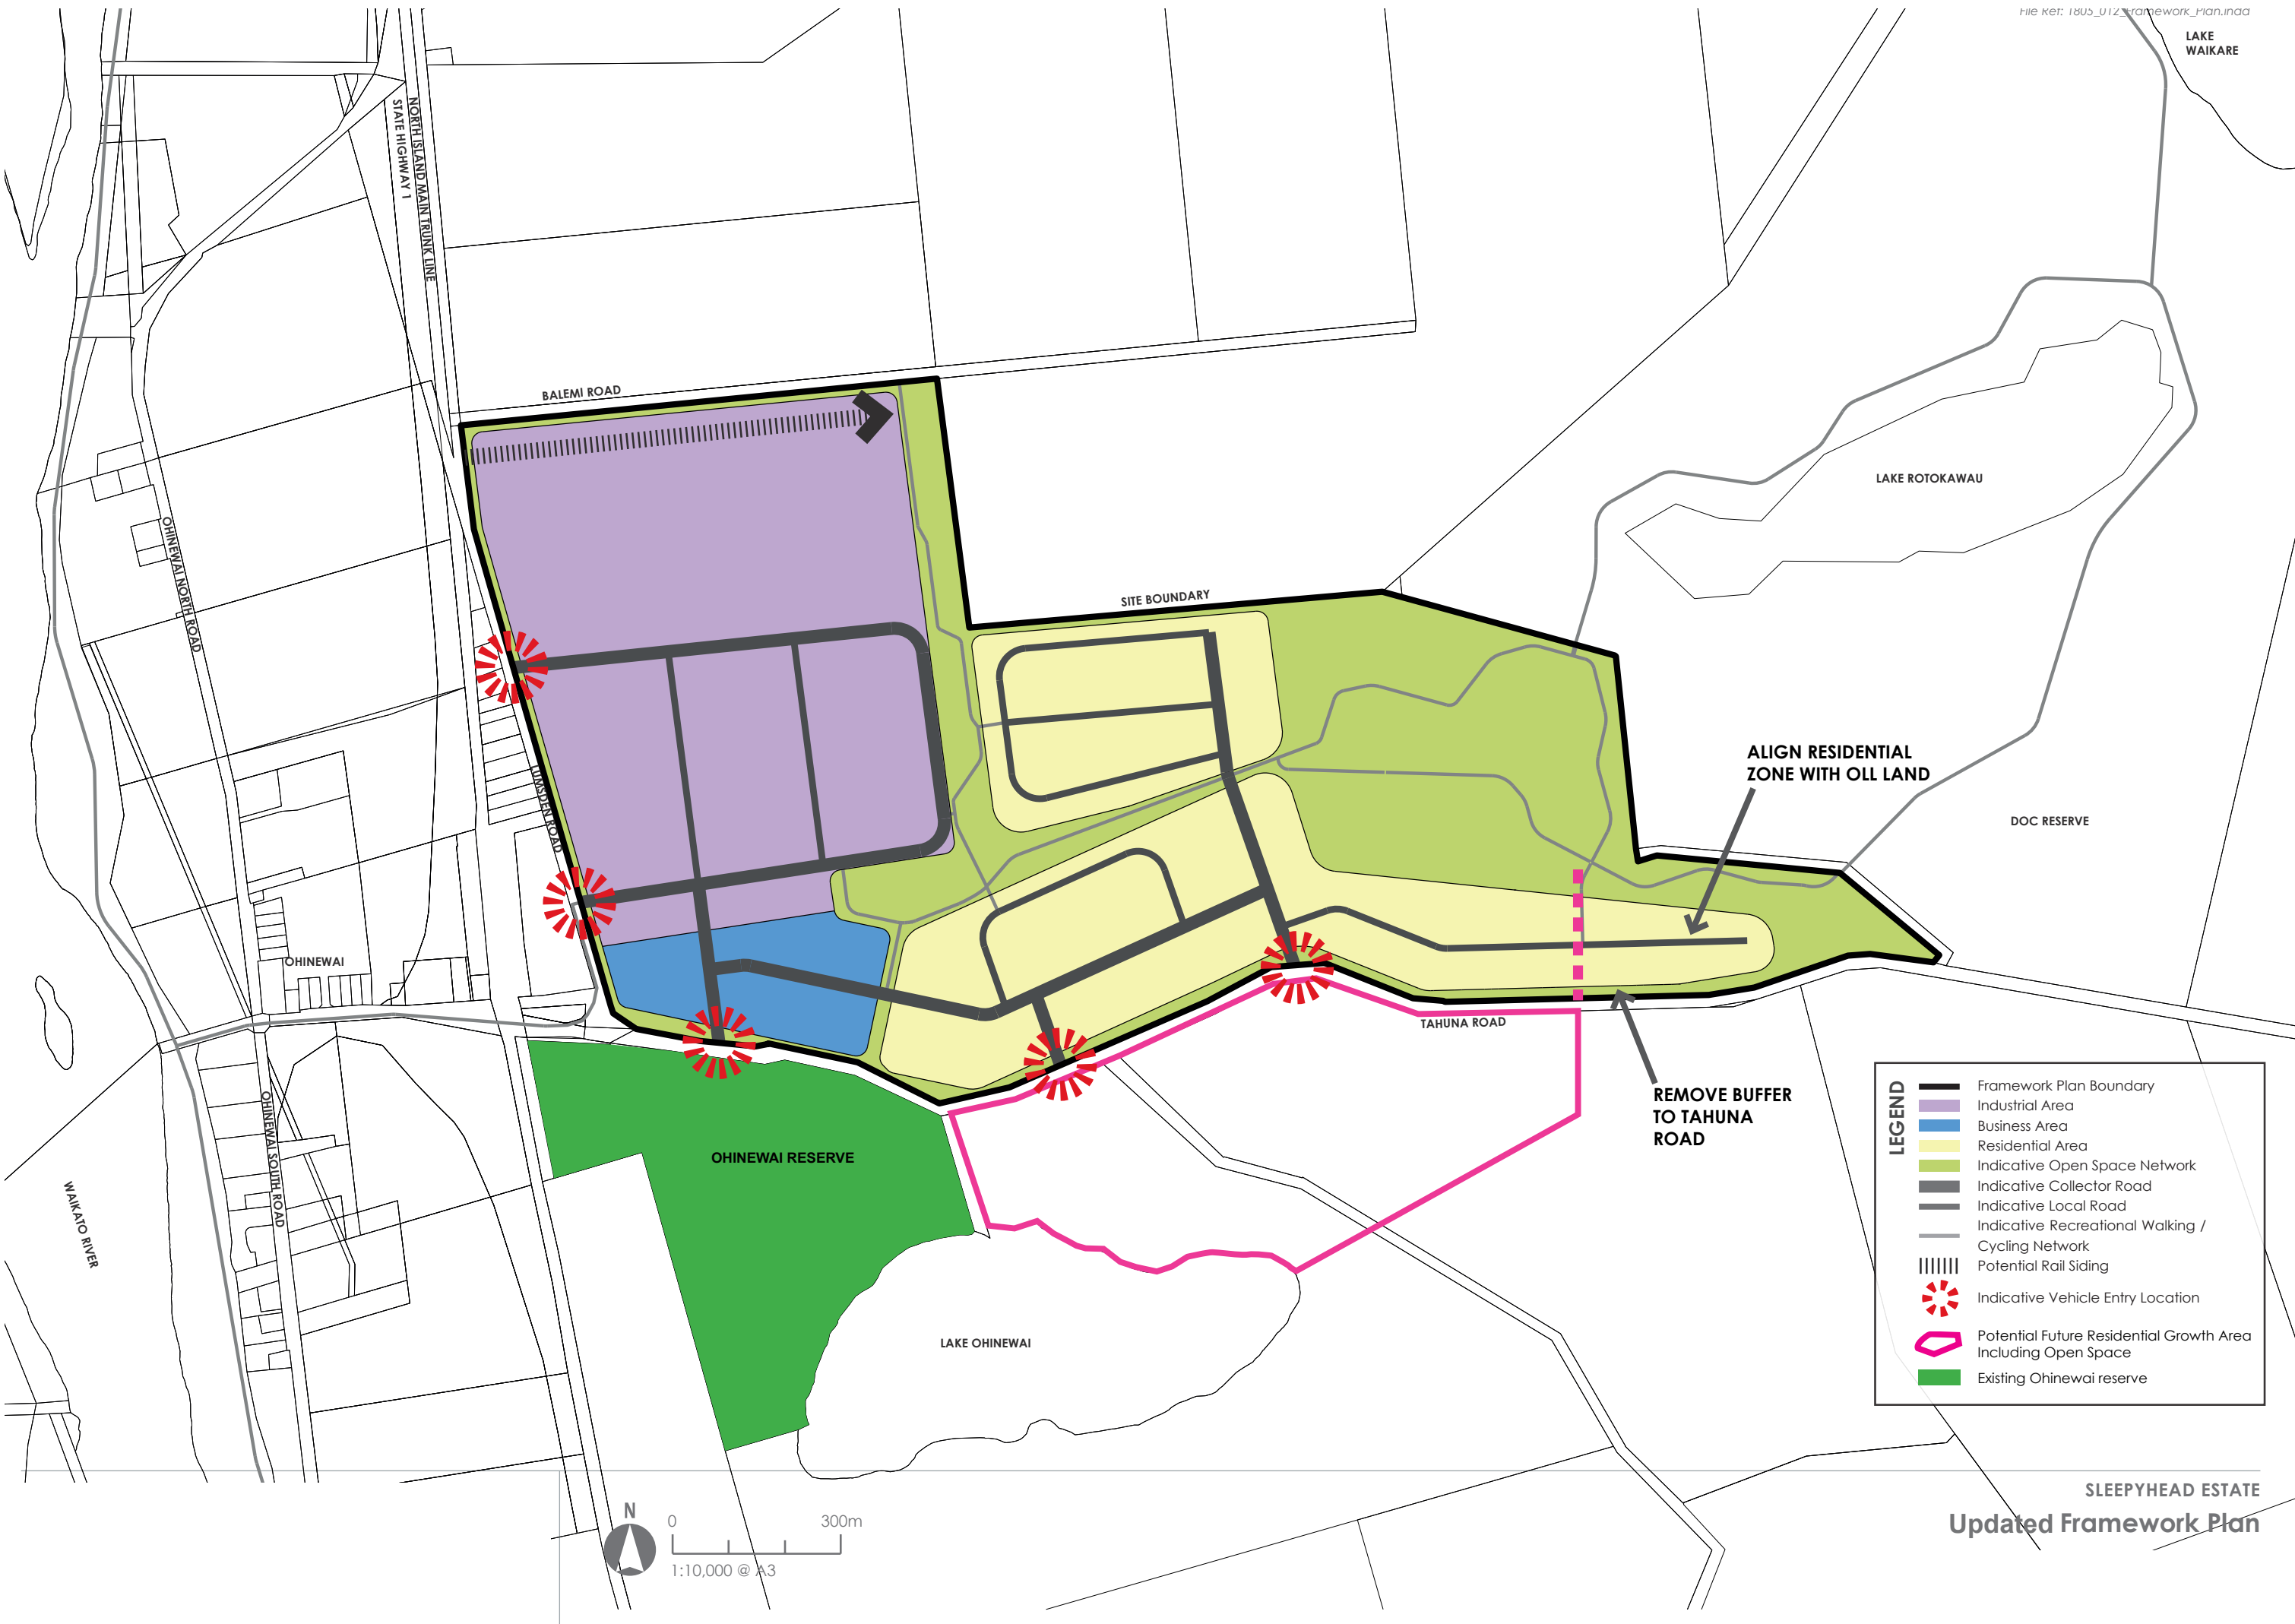 File Ref: 1805_012_Framework_Plan.indd
LAKE
WAIKARE
NORTH ISLAND MAIN TRUNK LINE
STATE HIGHWAY 1
BALEMI ROAD
LAKE ROTOKAWAU
OHINEWAI NORTH ROAD
SITE BOUNDARY
LUMSDEN ROAD
ALIGN RESIDENTIAL
ZONE WITH OLL LAND
DOC RESERVE
OHINEWAI
TAHUNA ROAD
REMOVE BUFFER
TO TAHUNA
ROAD
OHINEWAI RESERVE
OHINEWAI SOUTH ROAD
WAIKATO RIVER
LAKE OHINEWAI
LEGEND
Framework Plan Boundary
Industrial Area
Business Area
Residential Area
Indicative Open Space Network
Indicative Collector Road
Indicative Local Road
Indicative Recreational Walking /
Cycling Network
Potential Rail Siding
Indicative Vehicle Entry Location
Potential Future Residential Growth Area
Including Open Space
Existing Ohinewai reserve
SLEEPYHEAD ESTATE
Updated Framework Plan
N
0 300m
1:10,000 @ A3